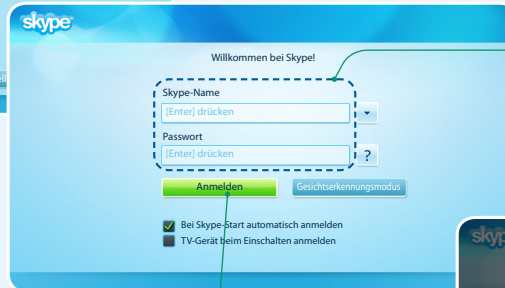 skype
Willkommen bei Skype!
Skype-Name
[Enter] drücken
Passwort
[Enter] drücken
?
Anmelden
Gesichtserkennungsmodus
Bei Skype-Start automatisch anmelden
TV-Gerät beim Einschalten anmelden